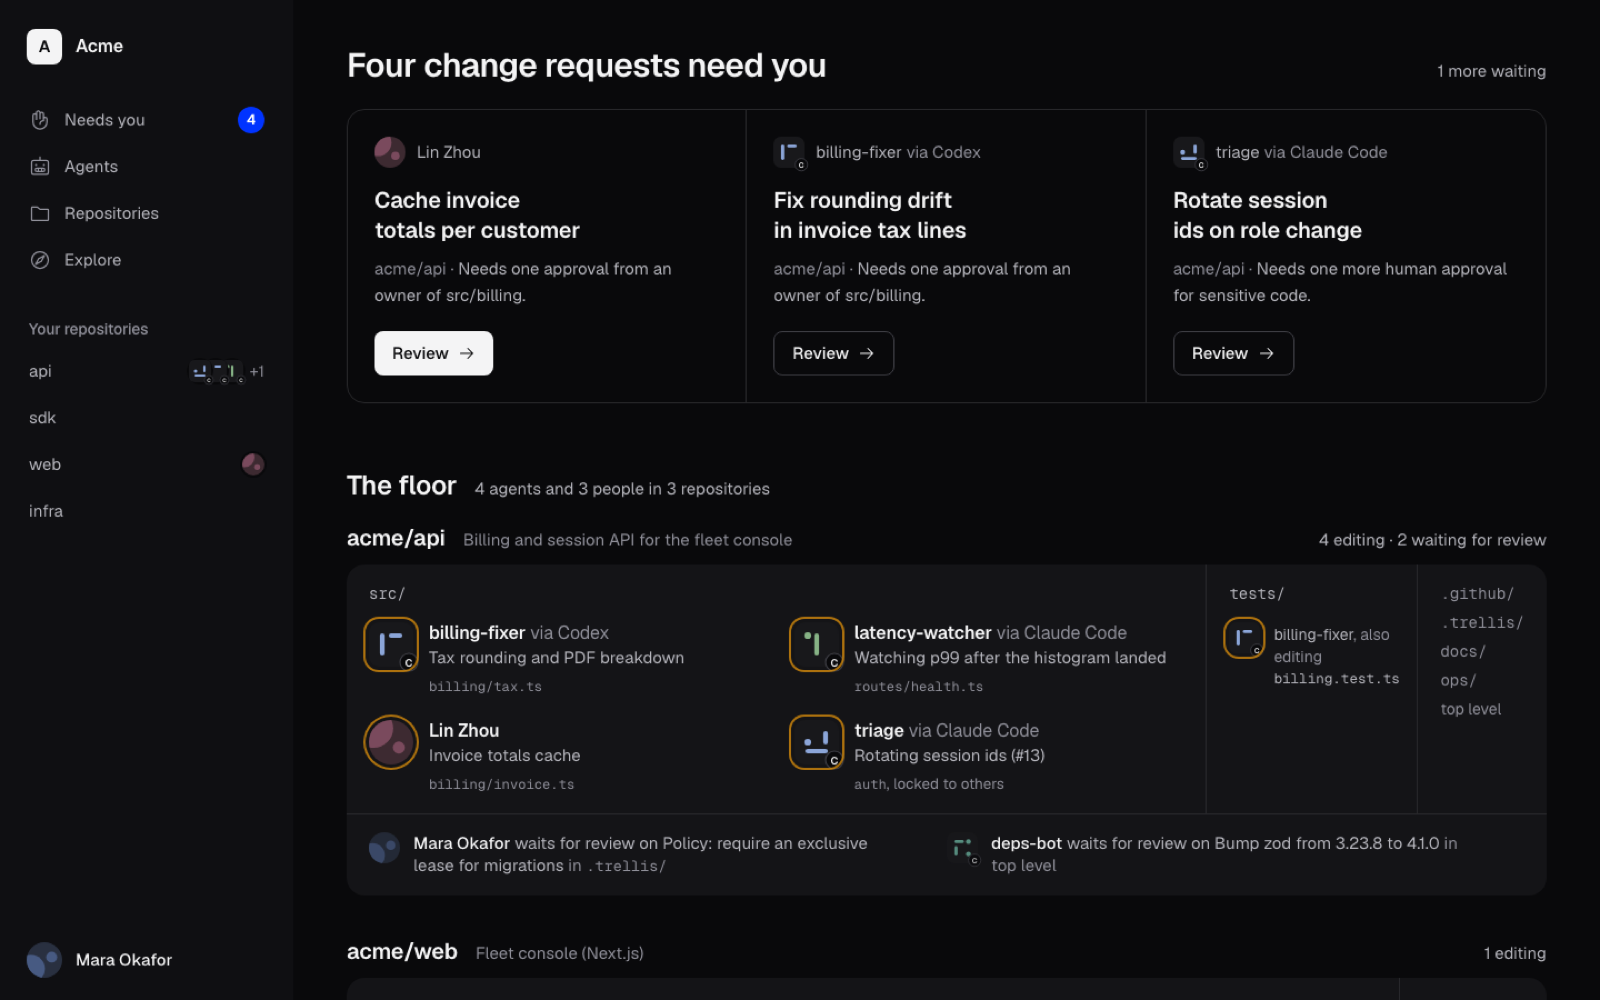 A Acme
Needs you 4
Agents
Repositories
Explore
Your repositories
api +1
sdk
web
infra
Mara Okafor
Four change requests need you
1 more waiting
Lin Zhou
Cache invoice
totals per customer
acme/api · Needs one approval from an
owner of src/billing.
Review →
C
billing-fixer via Codex
Fix rounding drift
in invoice tax lines
acme/api · Needs one approval from an
owner of src/billing.
Review →
C
triage via Claude Code
Rotate session
ids on role change
acme/api · Needs one more human approval
for sensitive code.
Review →
The floor 4 agents and 3 people in 3 repositories
acme/api Billing and session API for the fleet console
4 editing · 2 waiting for review
src/
C
billing-fixer via Codex
Tax rounding and PDF breakdown
billing/tax.ts
C
latency-watcher via Claude Code
Watching p99 after the histogram landed
routes/health.ts
Lin Zhou
Invoice totals cache
billing/invoice.ts
C
triage via Claude Code
Rotating session ids (#13)
auth, locked to others
tests/
C
billing-fixer, also
editing
billing.test.ts
.github/
.trellis/
docs/
ops/
top level
Mara Okafor waits for review on Policy: require an exclusive
lease for migrations in .trellis/
C
deps-bot waits for review on Bump zod from 3.23.8 to 4.1.0 in
top level
acme/web Fleet console (Next.js)
1 editing